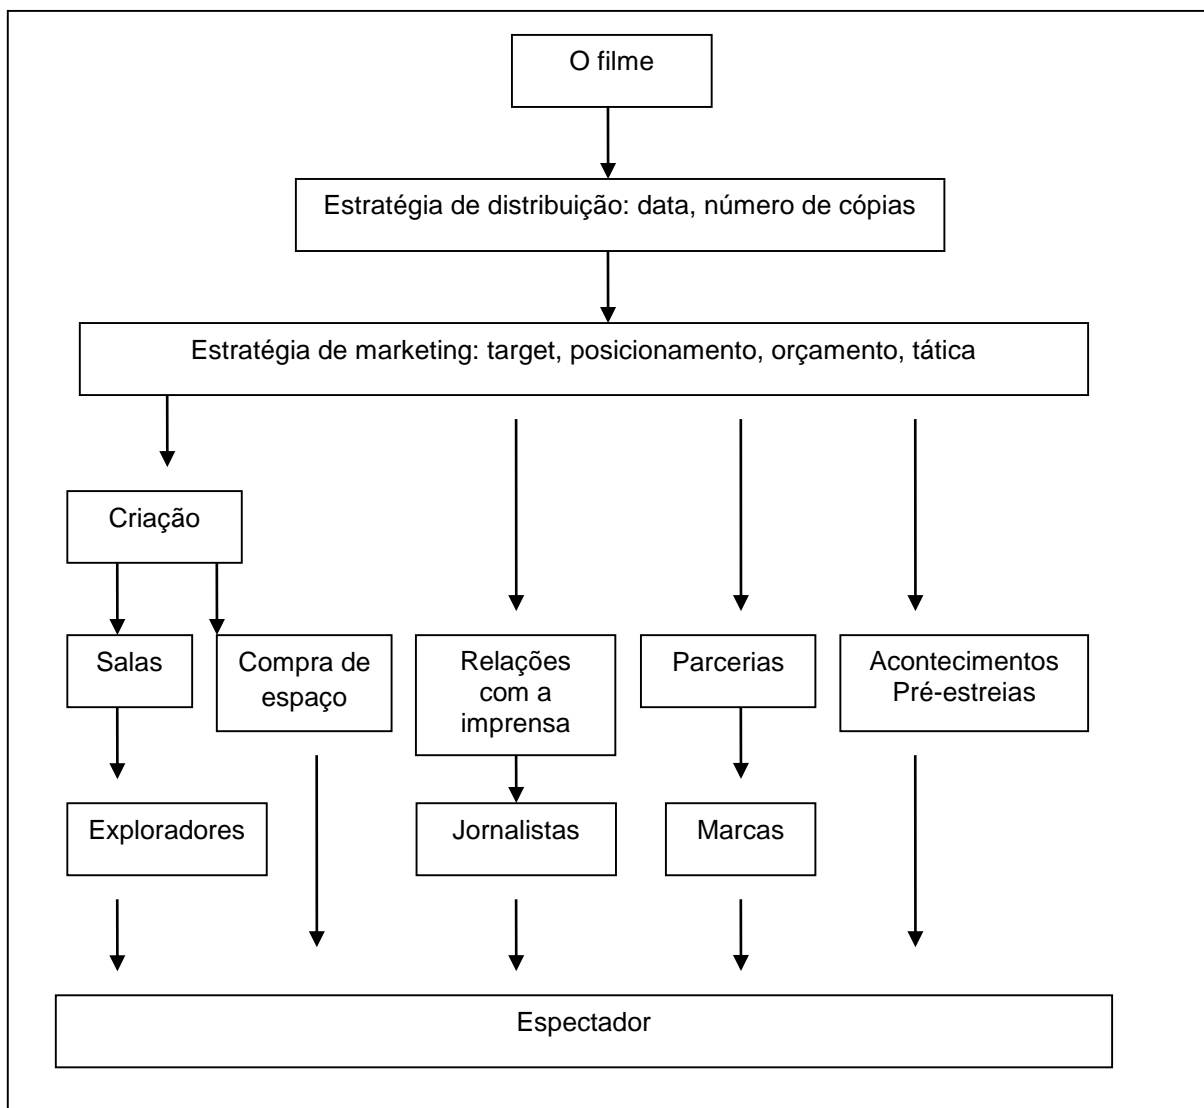 O filme
Estratégia de distribuição: data, número de cópias
Estratégia de marketing: target, posicionamento, orçamento, tática
Criação
Salas
Compra de
espaço
Relações
com a
imprensa
Parcerias
Acontecimentos
Pré-estreias
Exploradores
Jornalistas
Marcas
Espectador